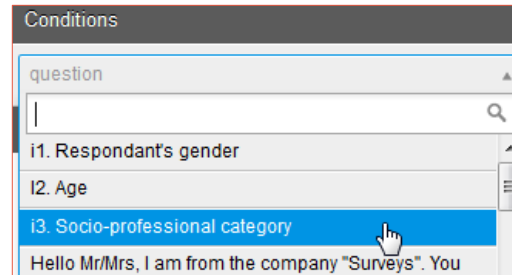 Conditions
question
i1. Respondant's gender
I2. Age
i3. Socio-professional category
Hello Mr/Mrs, I am from the company "Surveys". You